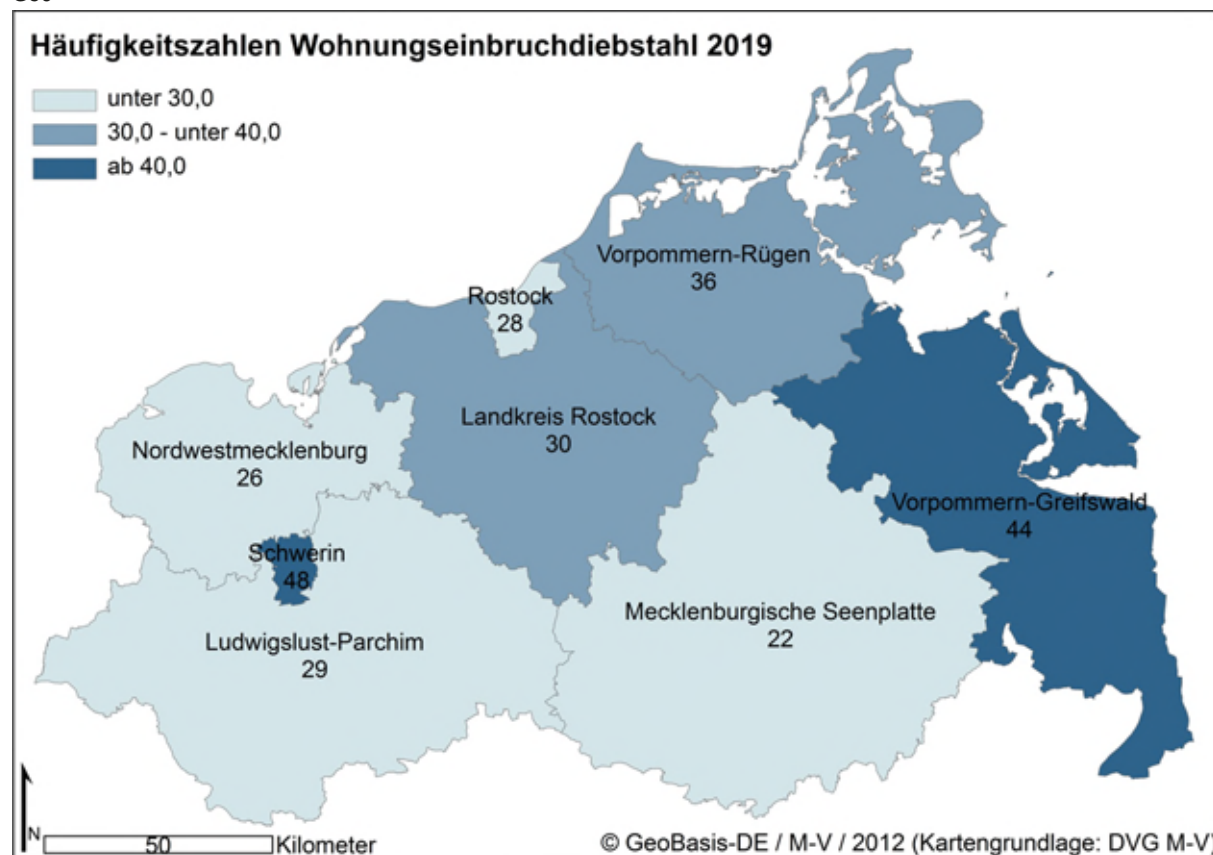 Häufigkeitszahlen Wohnungseinbruchdiebstahl 2019
unter 30,0
30,0 - unter 40,0
ab 40,0
Vorpommern-Rügen
36
Rostock
28
Landkreis Rostock
30
Nordwestmecklenburg
26
Vorpommern-Greifswald
44
Schwerin
48
Mecklenburgische Seenplatte
22
Ludwigslust-Parchim
29
N
50 Kilometer
© GeoBasis-DE / M-V / 2012 (Kartengrundlage: DVG M-V)